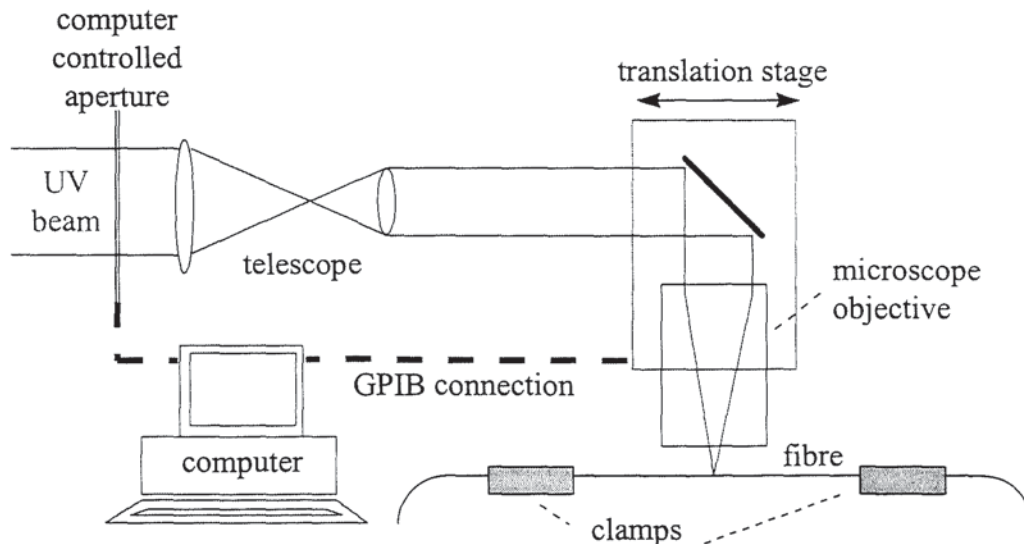 computer
controlled
aperture
translation stage
UV
beam
telescope
microscope
objective
GPIB connection
computer
fibre
clamps